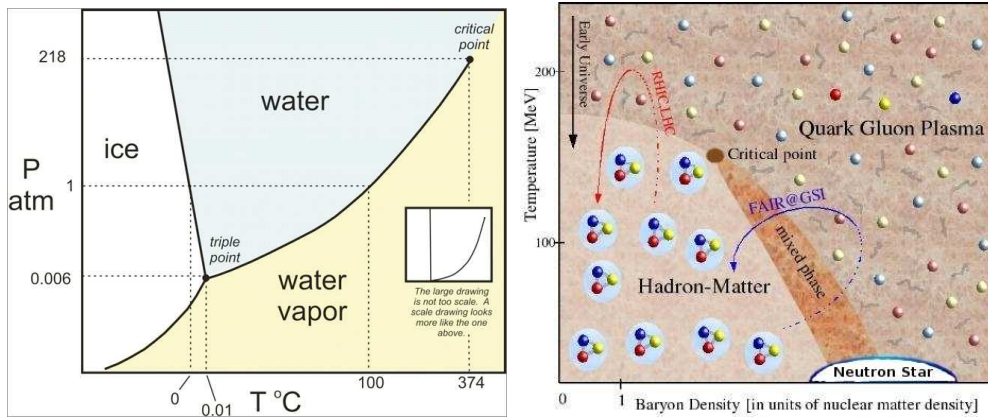 critical
point
218
water
ice
P
atm
1
triple
point
0.006
water
vapor
The large drawing
is not too scale. A
scale drawing looks
more like the one
above.
0
0.01
T °C
100
374
Early Universe
Temperature [MeV]
200
100
RHIC,LHC
Quark Gluon Plasma
Critical point
FAIR@GSI
mixed phase
Hadron-Matter
Neutron Star
0
1
Baryon Density [in units of nuclear matter density]